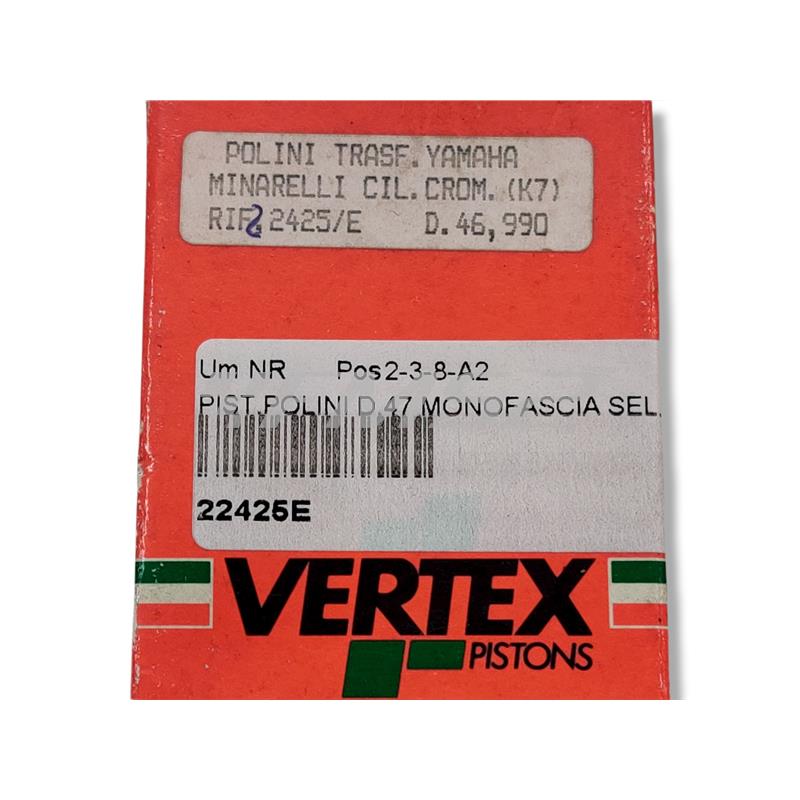 POLINI TRASF.YAMAHA
MINARELLI CIL.CROM.(K7)
RIF.2 2425/E D.46,990
Um NR Pos2-3-8-A2
PIST.POLINI D.47 MONOFASCIA SEL.
22425E
VERTEX
PISTONS